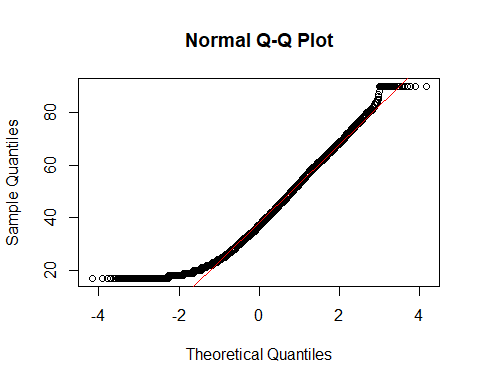 Normal Q-Q Plot
Sample Quantiles
80
60
40
20
-4 -2 0 2 4
Theoretical Quantiles